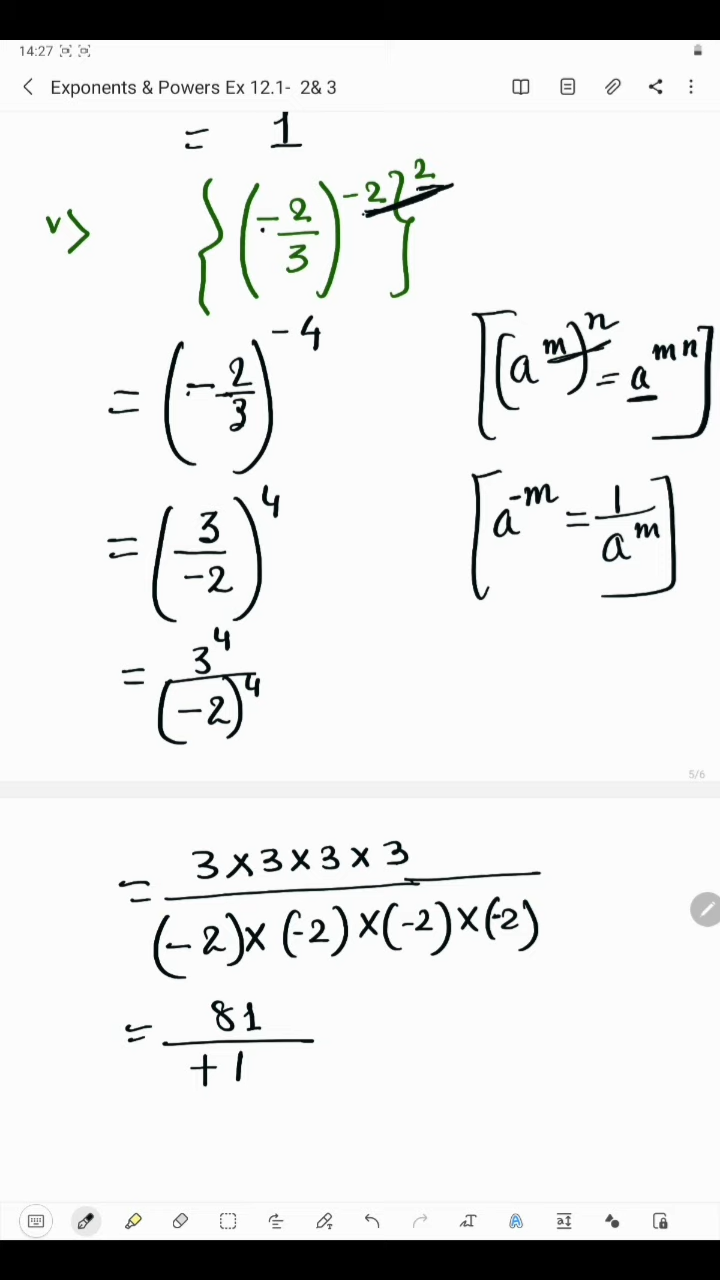 14:27
Exponents & Powers Ex 12.1- 2& 3
= 1
v> {(-2/3)^-2}^2
= (-2/3)^-4
[(a^m)^n = a^mn]
= (3/-2)^4
[a^-m = 1/a^m]
= 3^4/(-2)^4
5/6
= 3×3×3×3/(-2)×(-2)×(-2)×(-2)
= 81/+1